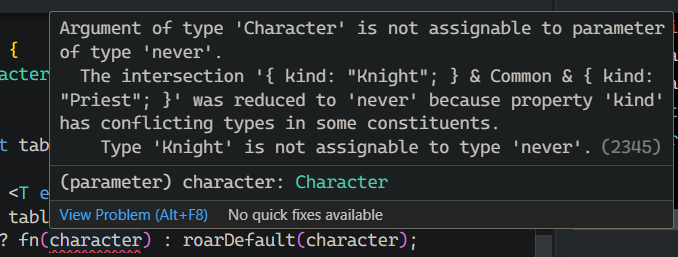 Argument of type 'Character' is not assignable to parameter
of type 'never'.
The intersection '{ kind: "Knight"; } & Common & { kind:
"Priest"; }' was reduced to 'never' because property 'kind'
has conflicting types in some constituents.
Type 'Knight' is not assignable to type 'never'. (2345)
(parameter) character: Character
View Problem (Alt+F8) No quick fixes available
{
acter
t tab
<T e
tabl
? fn(character) : roarDefault(character);